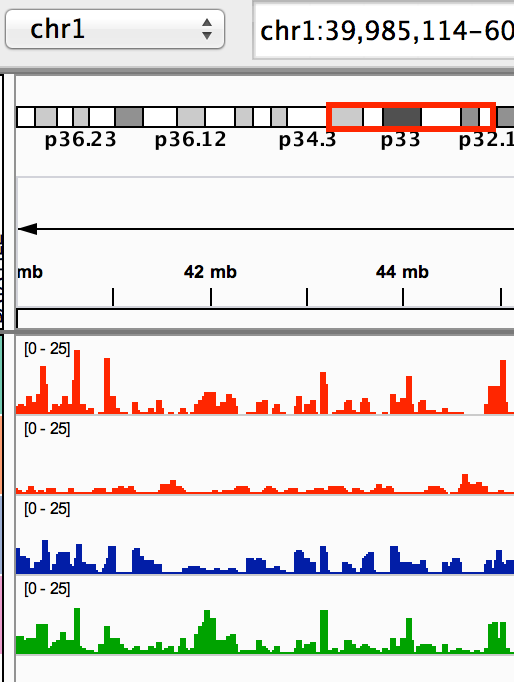 chr1
chr1:39,985,114-60
p36.23 p36.12 p34.3 p33 p32.1
mb 42 mb 44 mb
[0 - 25]
[0 - 25]
[0 - 25]
[0 - 25]